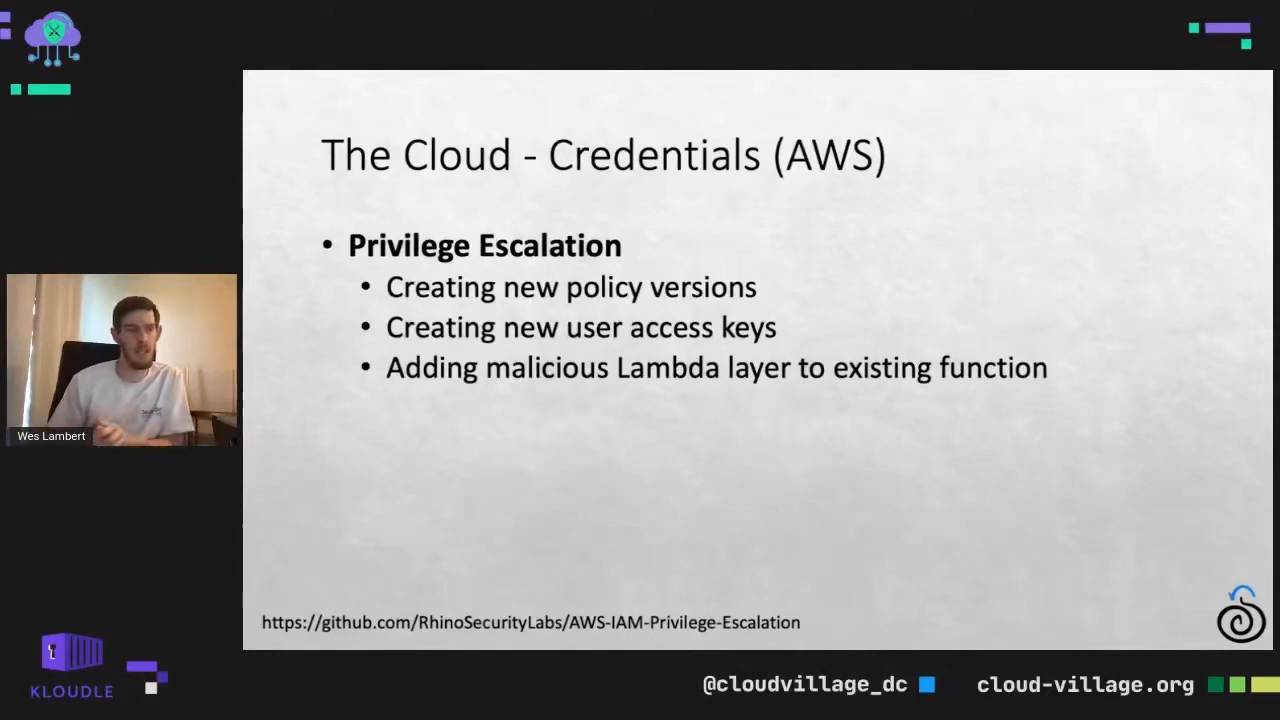 The Cloud - Credentials (AWS)
• Privilege Escalation
• Creating new policy versions
• Creating new user access keys
• Adding malicious Lambda layer to existing function
Wes Lambert
https://github.com/RhinoSecurityLabs/AWS-IAM-Privilege-Escalation
KLOUDLE
@cloudvillage_dc
cloud-village.org